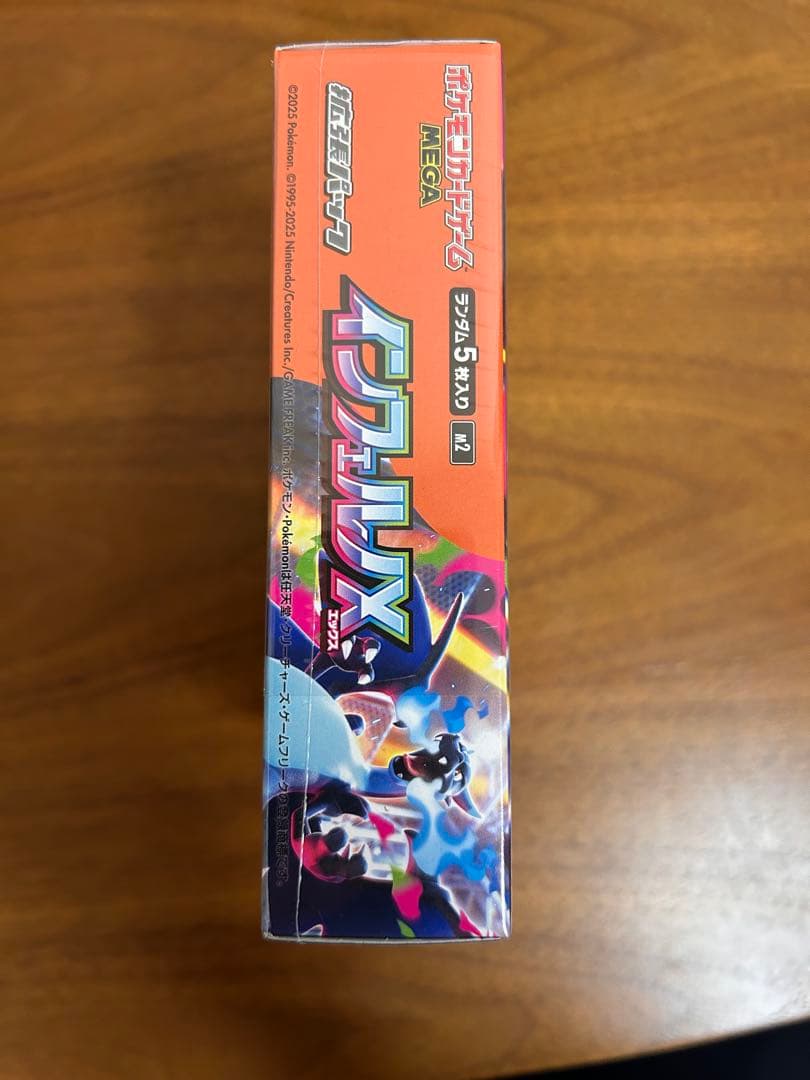 ポケモンカードゲーム
MEGA
ランダム5枚入り
M2
拡張パック
インフェルノX
エックス
©2025 Pokémon. ©1995-2025 Nintendo/Creatures Inc./GAME FREAK inc. ポケモン・Pokémonは任天堂・クリーチャーズ・ゲームフリークの登録商標です。